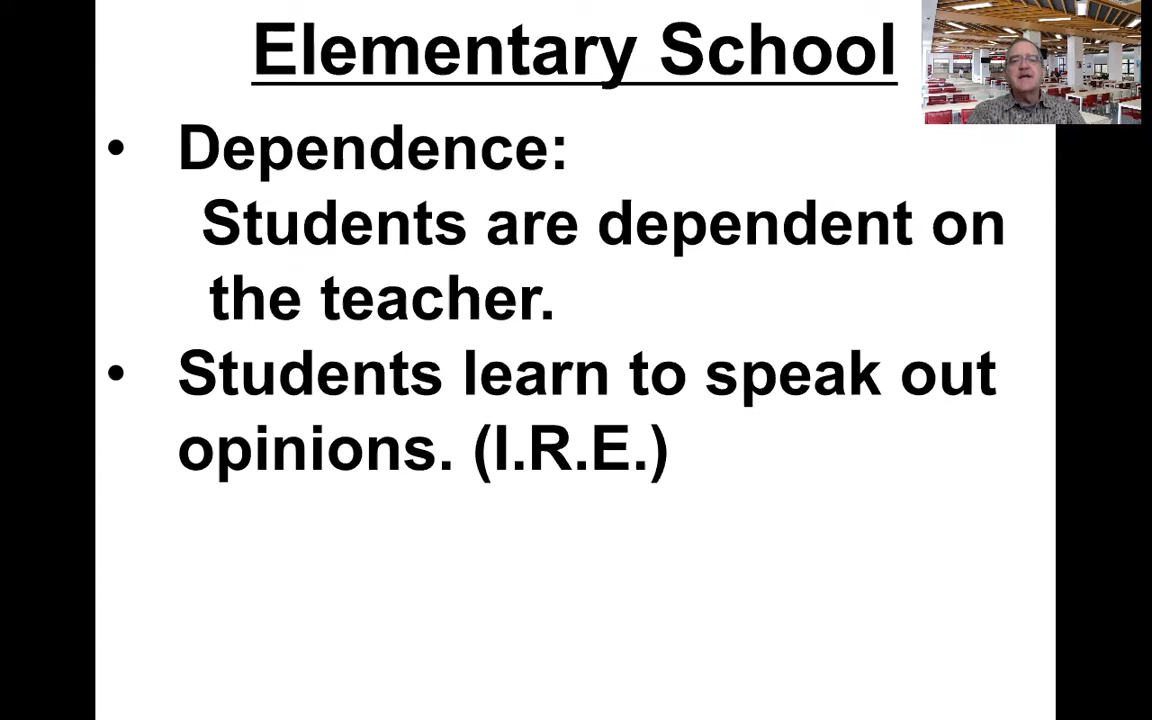 Elementary School
• Dependence:
Students are dependent on
the teacher.
• Students learn to speak out
opinions. (I.R.E.)